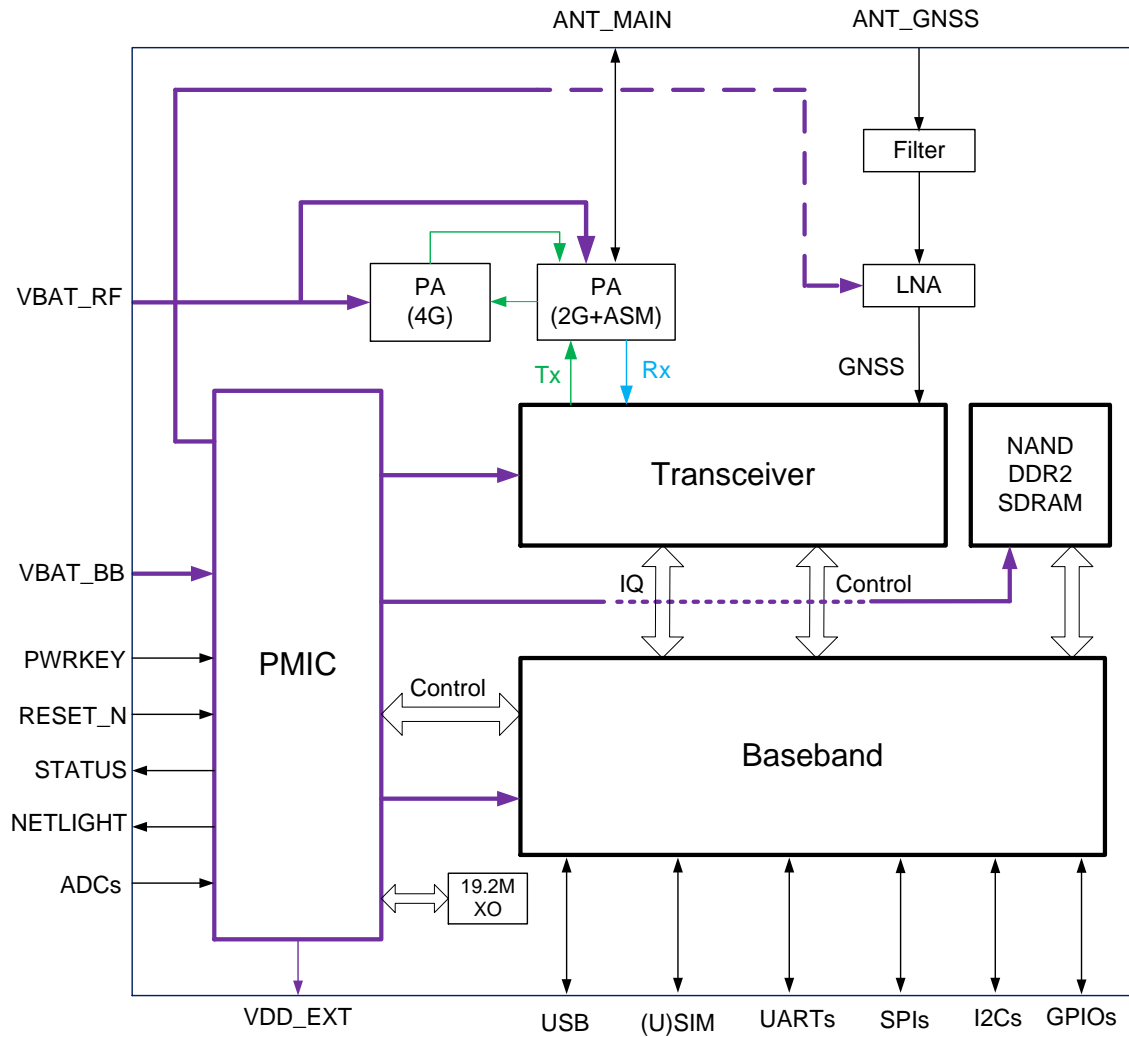 ANT_MAIN
ANT_GNSS
Filter
VBAT_RF
PA
(4G)
PA
(2G+ASM)
LNA
Tx
Rx
GNSS
Transceiver
NAND
DDR2
SDRAM
VBAT_BB
IQ
Control
PWRKEY
PMIC
RESET_N
Control
Baseband
STATUS
NETLIGHT
ADCs
19.2M
XO
VDD_EXT
USB
(U)SIM
UARTs
SPIs
I2Cs
GPIOs